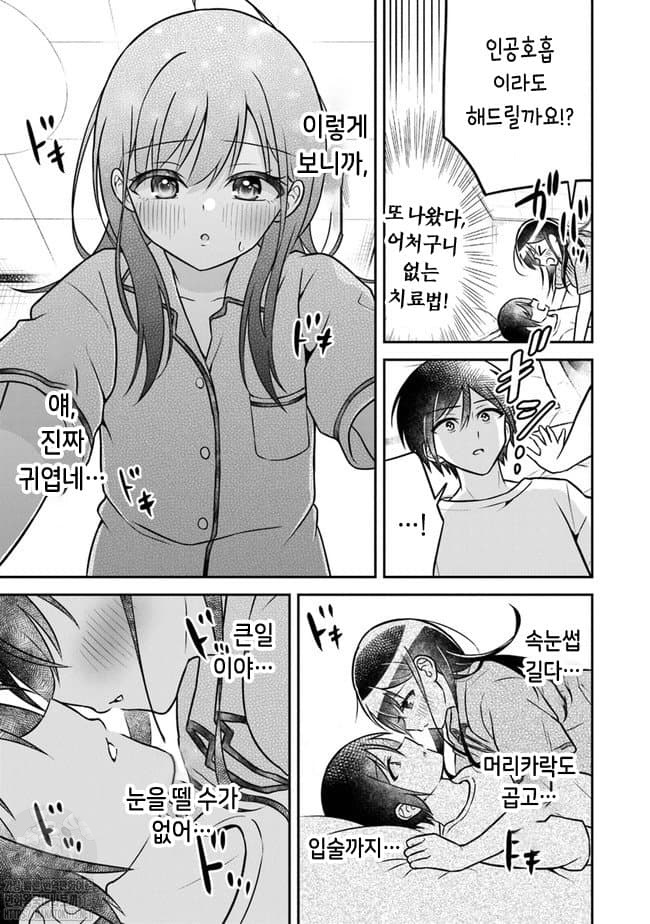 인공호흡
이라도
해드릴까요!?
또 나왔다,
어처구니
없는
치료법!
이렇게
보니까,
얘,
진짜
귀엽네…
…!
속눈썹
길다…
머리카락도
곱고…
입술까지…
큰일
이야…
눈을 뗄 수가
없어…